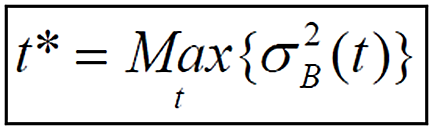 t* = Max{σ_B^2(t)}
t